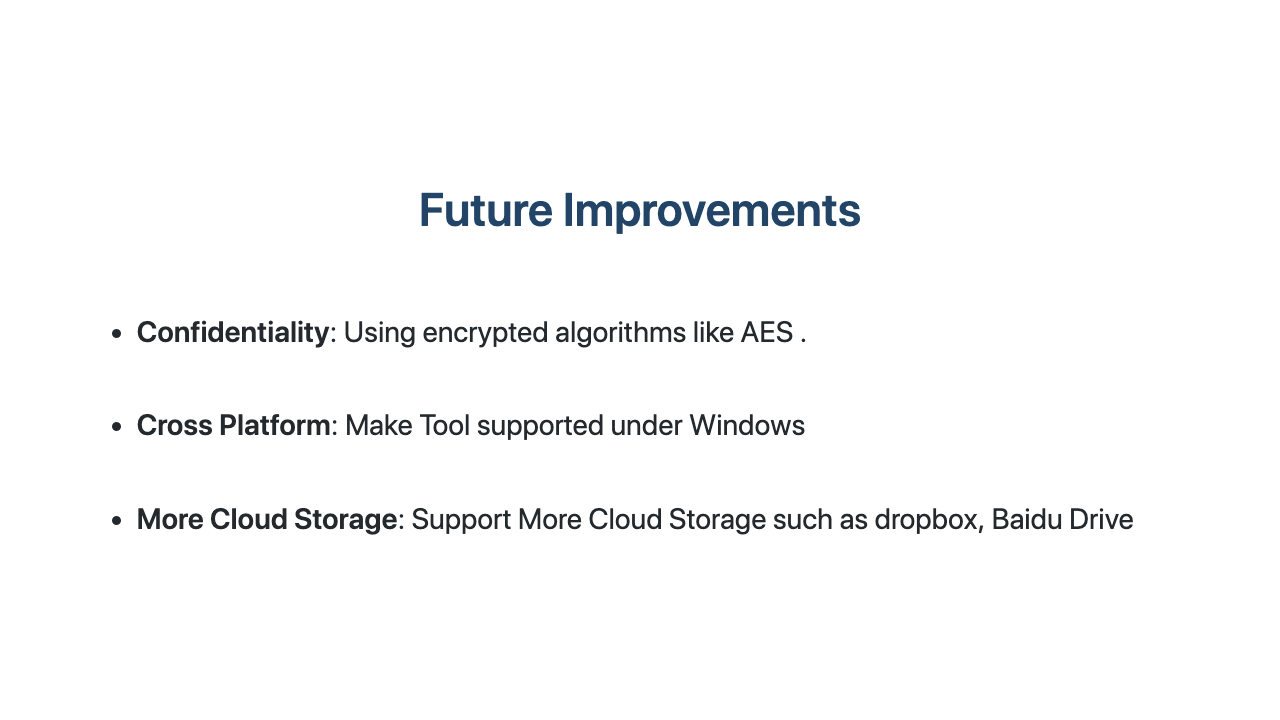 Future Improvements
• Confidentiality: Using encrypted algorithms like AES .
• Cross Platform: Make Tool supported under Windows
• More Cloud Storage: Support More Cloud Storage such as dropbox, Baidu Drive